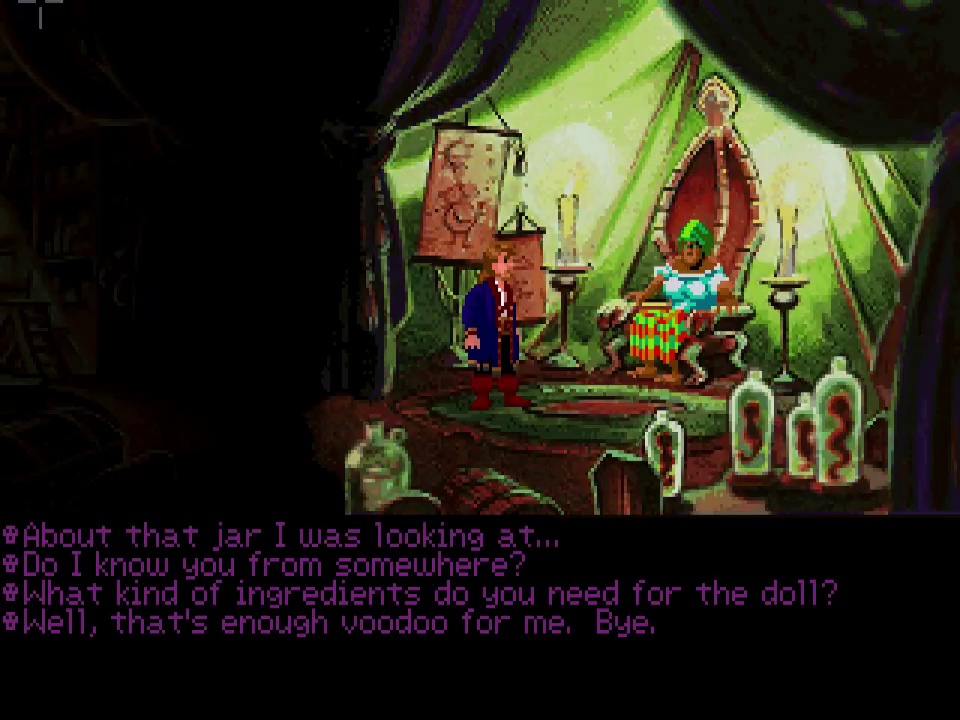 About that jar I was looking at...
Do I know you from somewhere?
What kind of ingredients do you need for the doll?
Well, that's enough voodoo for me.  Bye.